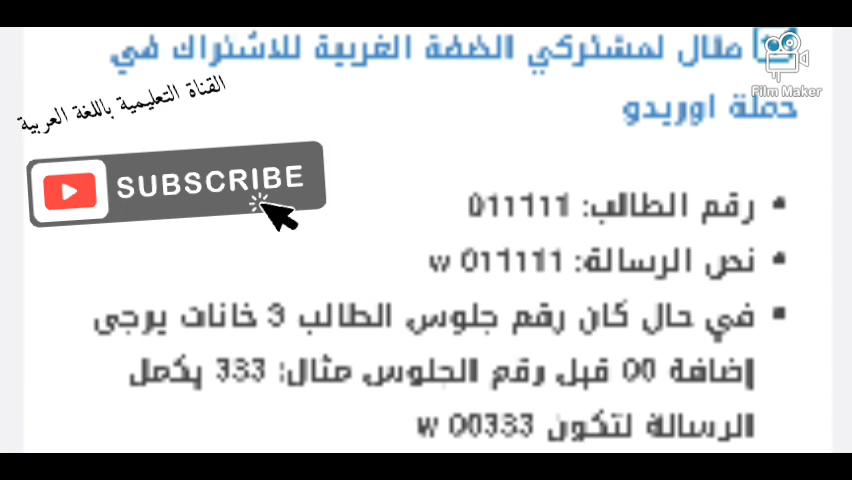 مثال لمشتركي الضفة الغربية للاشتراك في
حملة اوريدو
Film Maker
القناة التعليمية باللغة العربية
SUBSCRIBE
رقم الطالب: 011111
نص الرسالة: w 011111
في حال كان رقم جلوس الطالب 3 خانات يرجى
إضافة 00 قبل رقم الجلوس مثال: 333 يكمل
الرسالة لتكون w 00333